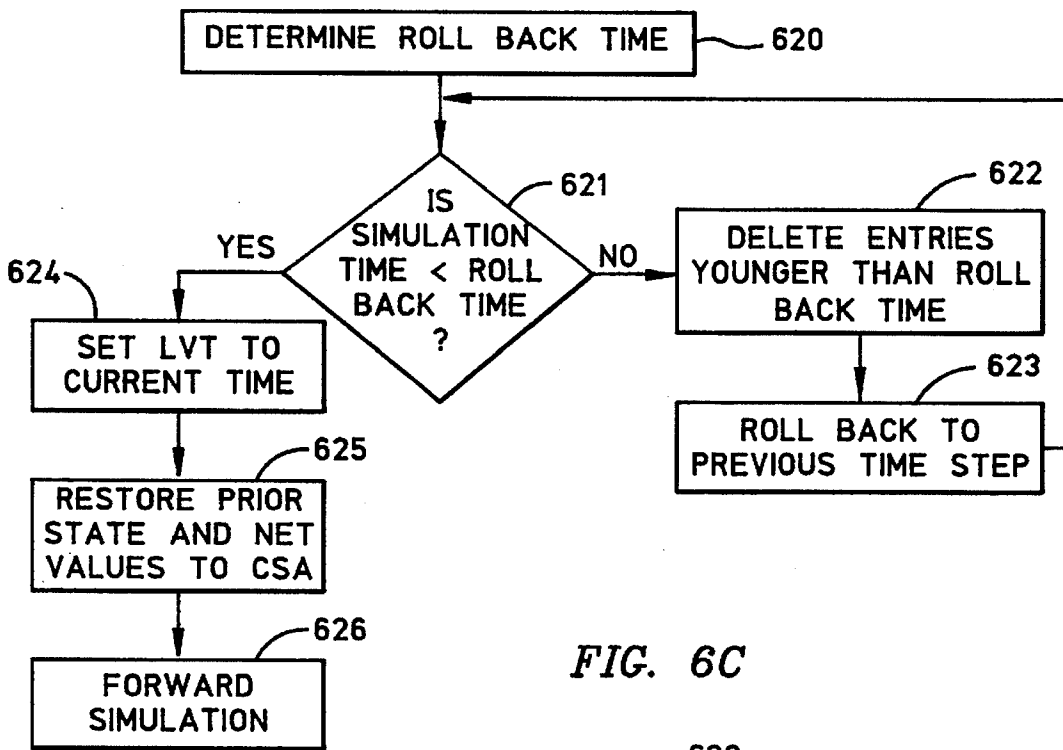 DETERMINE ROLL BACK TIME
620
IS
SIMULATION
TIME < ROLL
BACK TIME
?
621
YES
NO
622
DELETE ENTRIES
YOUNGER THAN ROLL
BACK TIME
624
SET LVT TO
CURRENT TIME
623
ROLL BACK TO
PREVIOUS TIME STEP
625
RESTORE PRIOR
STATE AND NET
VALUES TO CSA
626
FORWARD
SIMULATION
FIG. 6C